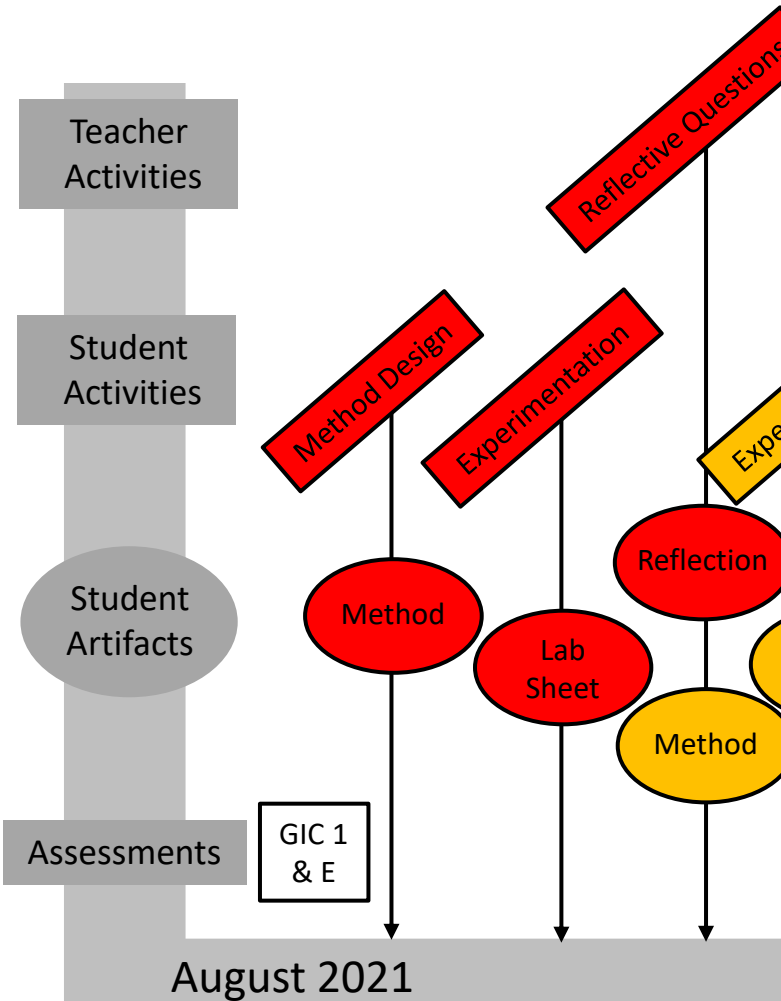 Teacher
Activities
Reflective Questions
Student
Activities
Method Design
Experimentation
Student
Artifacts
Method
Lab
Sheet
Reflection
Method
Assessments
GIC 1
& E
August 2021